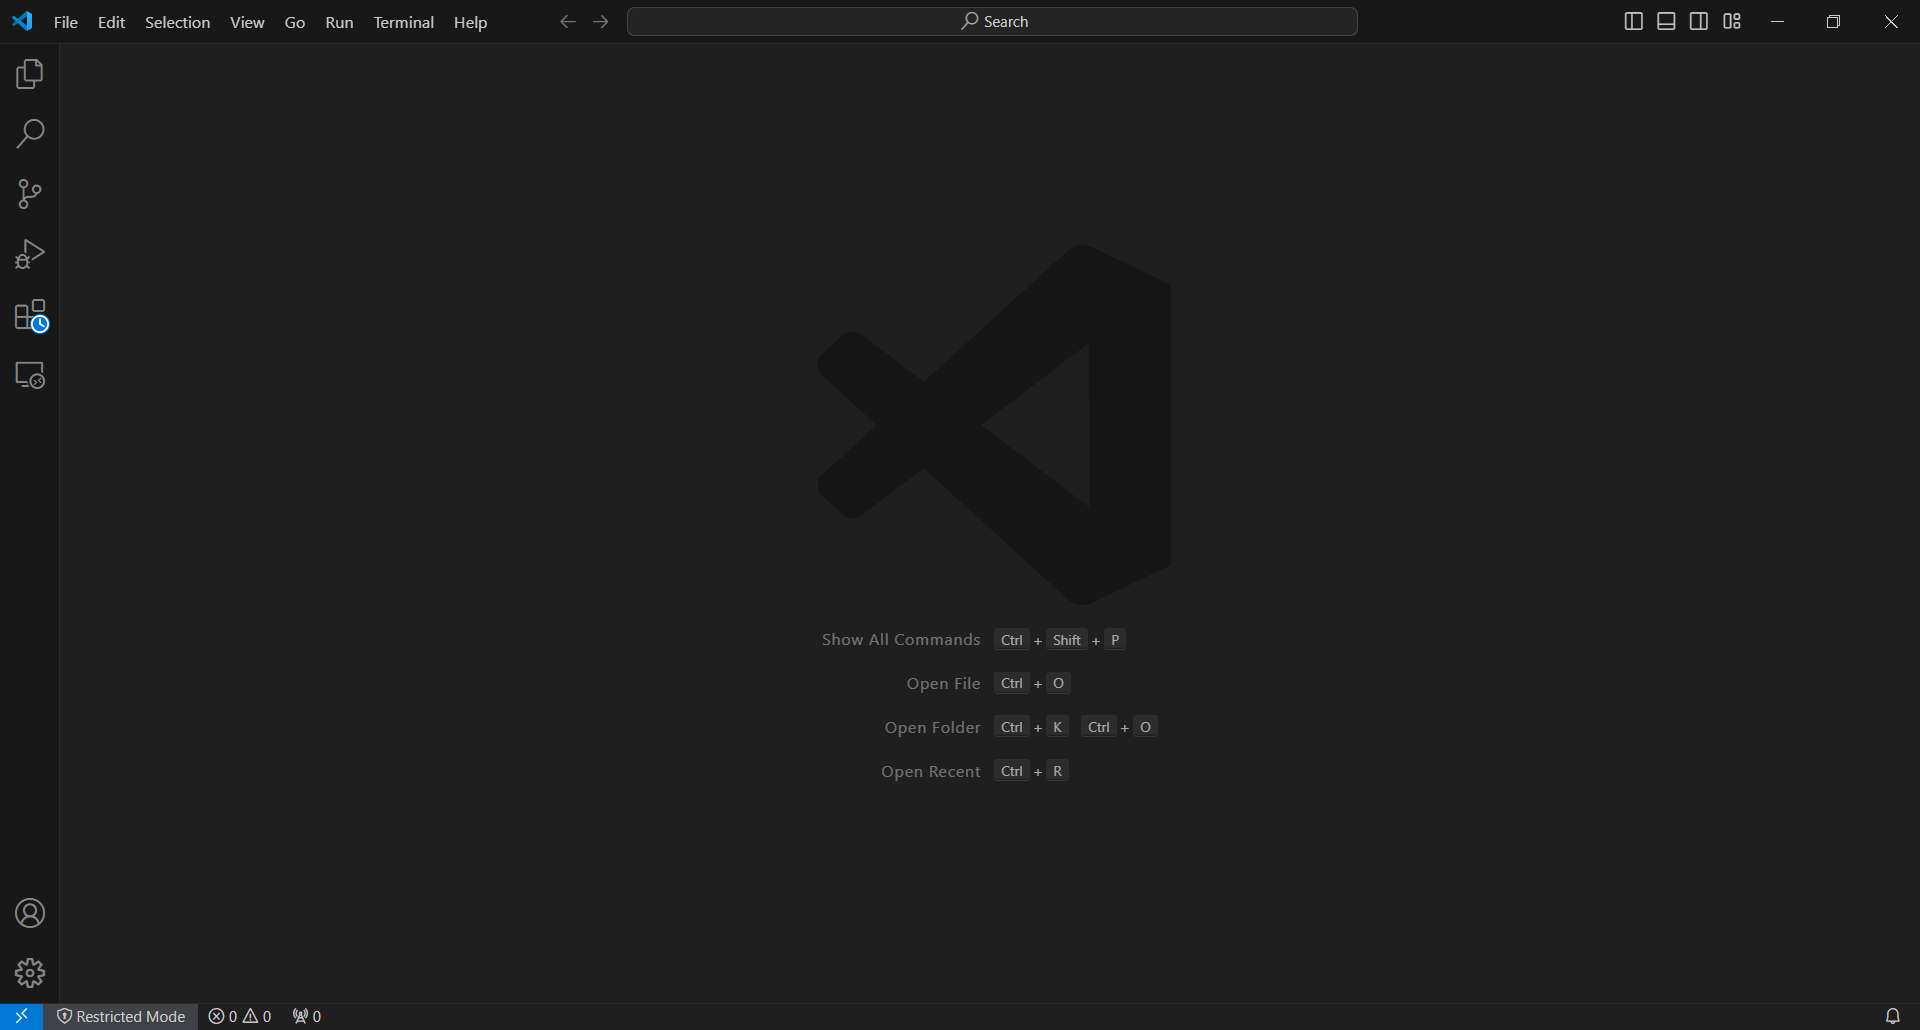 File Edit Selection View Go Run Terminal Help Search
Show All Commands Ctrl + Shift + P
Open File Ctrl + O
Open Folder Ctrl + K Ctrl + O
Open Recent Ctrl + R
Restricted Mode 0 0 0